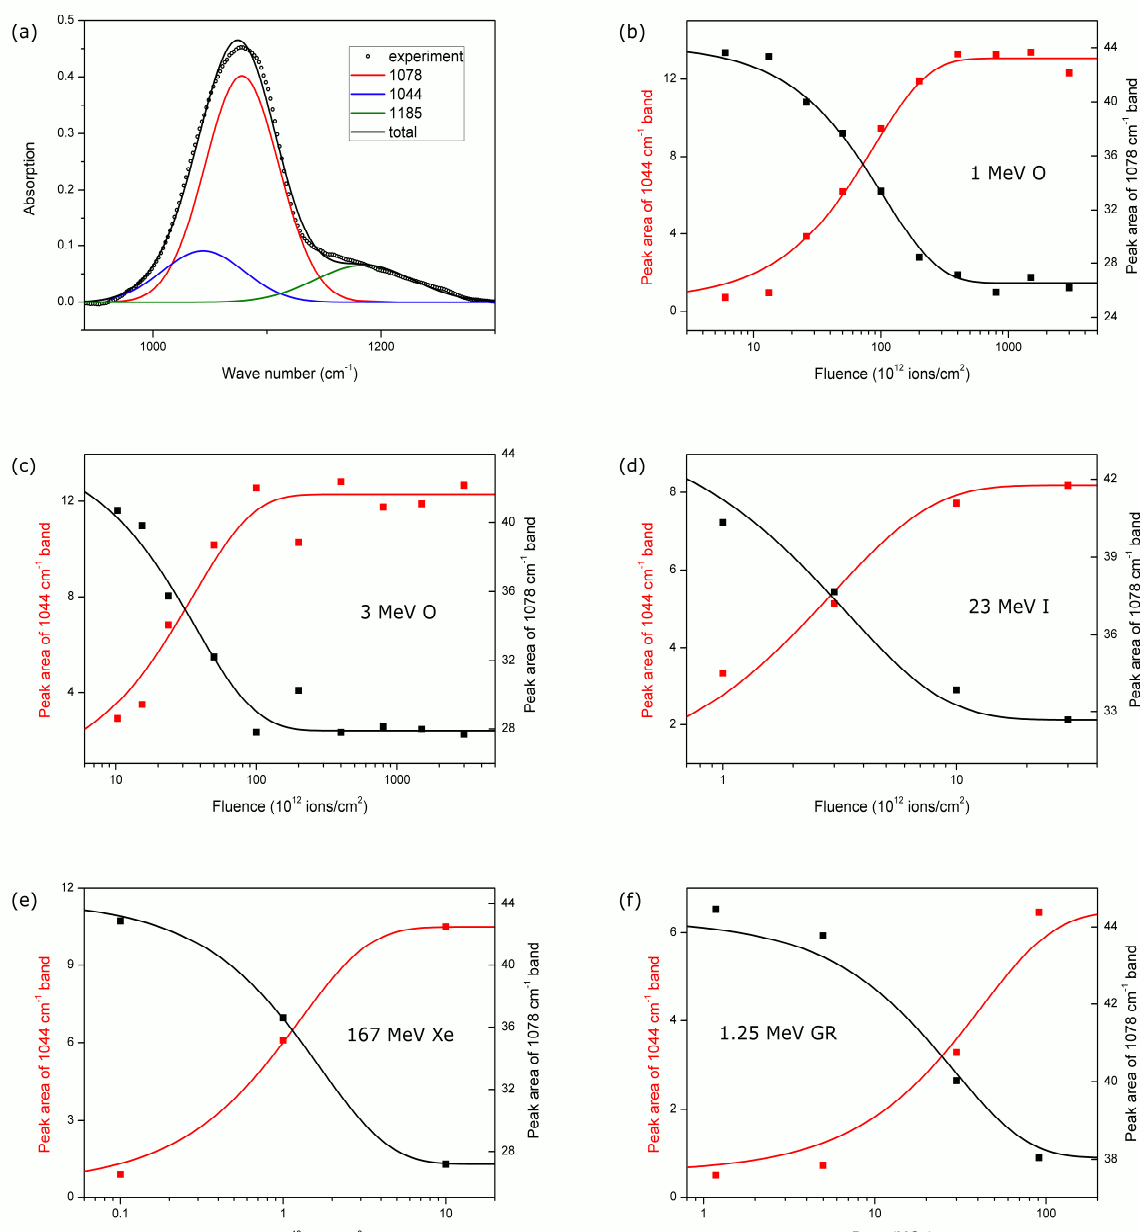 (a)
0.5
0.4
0.3
0.2
0.1
0.0
Absorption
experiment
1078
1044
1185
total
1000
1200
Wave number (cm⁻¹)
(b)
12
8
4
0
Peak area of 1044 cm⁻¹ band
44
40
36
32
28
24
Peak area of 1078 cm⁻¹ band
1 MeV O
10
100
1000
Fluence (10¹² ions/cm²)
(c)
12
8
4
Peak area of 1044 cm⁻¹ band
44
40
36
32
28
Peak area of 1078 cm⁻¹ band
3 MeV O
10
100
1000
Fluence (10¹² ions/cm²)
(d)
8
6
4
2
Peak area of 1044 cm⁻¹ band
42
39
36
33
Peak area of 1078 cm⁻¹ band
23 MeV I
1
10
Fluence (10¹² ions/cm²)
(e)
12
9
6
3
0
Peak area of 1044 cm⁻¹ band
44
40
36
32
28
Peak area of 1078 cm⁻¹ band
167 MeV Xe
0.1
1
10
(f)
6
4
2
0
Peak area of 1044 cm⁻¹ band
44
42
40
38
Peak area of 1078 cm⁻¹ band
1.25 MeV GR
1
10
100